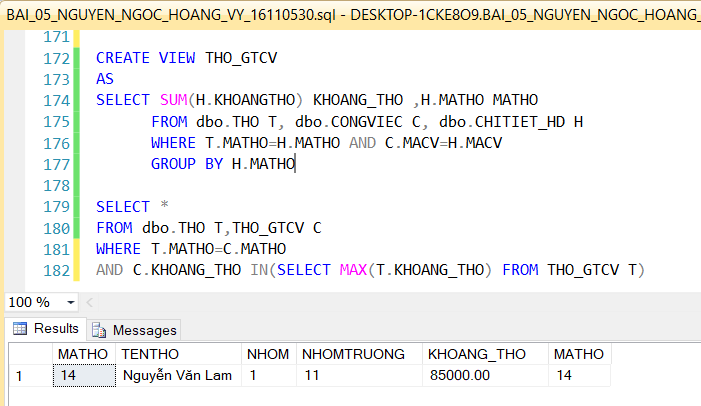 BAI_05_NGUYEN_NGOC_HOANG_VY_16110530.sql - DESKTOP-1CKE8O9.BAI_05_NGUYEN_NGOC_HOANG_
171
172 CREATE VIEW THO_GTCV
173 AS
174 SELECT SUM(H.KHOANGTHO) KHOANG_THO ,H.MATHO MATHO
175 FROM dbo.THO T, dbo.CONGVIEC C, dbo.CHITIET_HD H
176 WHERE T.MATHO=H.MATHO AND C.MACV=H.MACV
177 GROUP BY H.MATHO
178
179 SELECT *
180 FROM dbo.THO T,THO_GTCV C
181 WHERE T.MATHO=C.MATHO
182 AND C.KHOANG_THO IN(SELECT MAX(T.KHOANG_THO) FROM THO_GTCV T)
100 %
Results Messages
MATHO TENTHO NHOM NHOMTRUONG KHOANG_THO MATHO
1 14 Nguyễn Văn Lam 1 11 85000.00 14